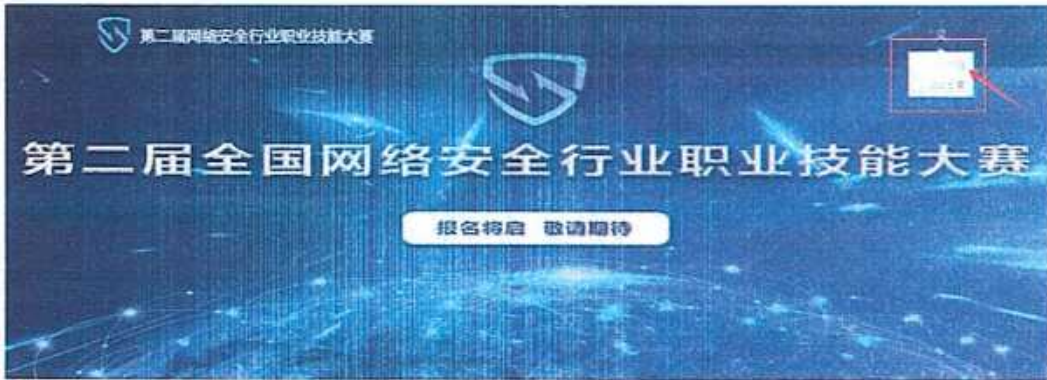 第二届网络安全行业职业技能大赛
第二届全国网络安全行业职业技能大赛
报名将启 敬请期待